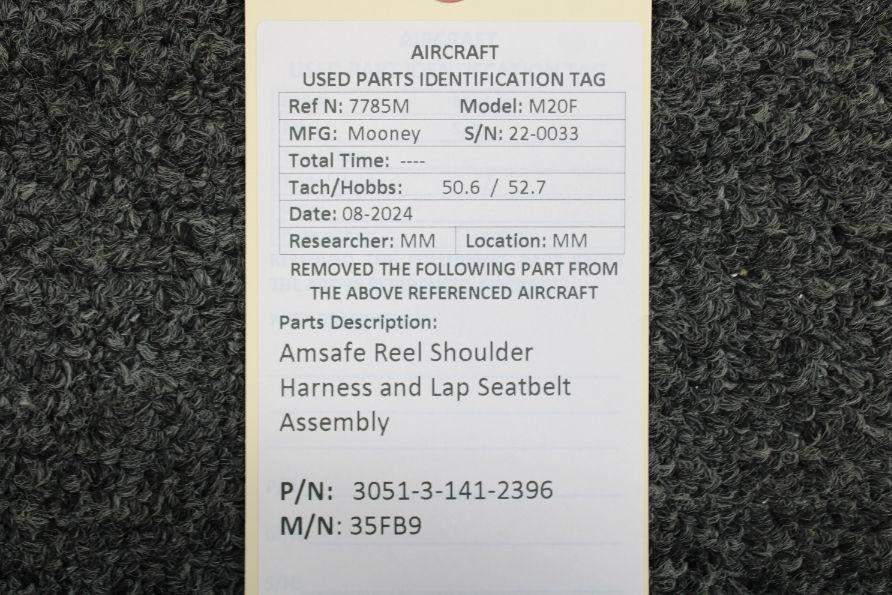 AIRCRAFT
USED PARTS IDENTIFICATION TAG
Ref N: 7785M Model: M20F
MFG: Mooney S/N: 22-0033
Total Time: ----
Tach/Hobbs: 50.6 / 52.7
Date: 08-2024
Researcher: MM Location: MM
REMOVED THE FOLLOWING PART FROM
THE ABOVE REFERENCED AIRCRAFT
Parts Description:
Amsafe Reel Shoulder
Harness and Lap Seatbelt
Assembly
P/N: 3051-3-141-2396
M/N: 35FB9